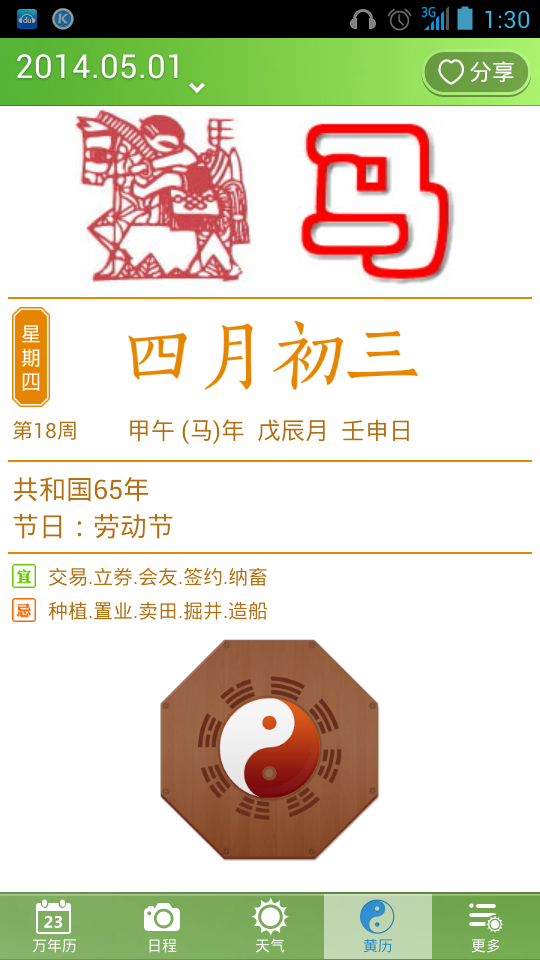 du K 3G 1:30
2014.05.01 分享
马
星期四
四月初三
第18周 甲午 (马)年 戊辰月 壬申日
共和国65年
节日：劳动节
宜 交易.立券.会友.签约.纳畜
忌 种植.置业.卖田.掘井.造船
23
万年历 日程 天气 黄历 更多